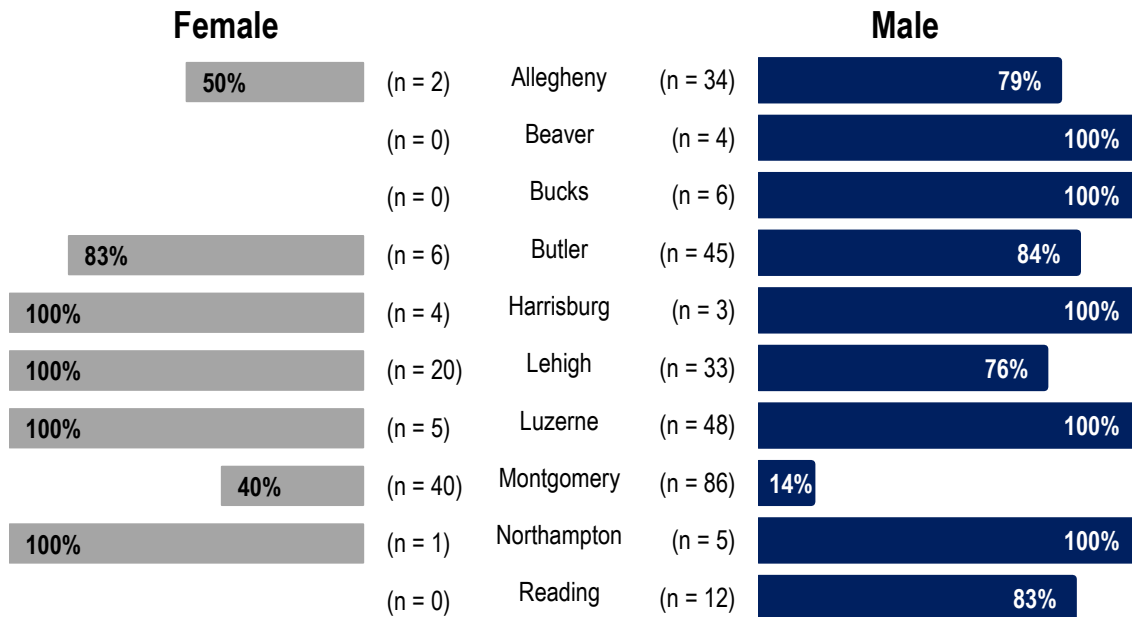 Female Male
50% (n = 2) Allegheny (n = 34) 79%
(n = 0) Beaver (n = 4) 100%
(n = 0) Bucks (n = 6) 100%
83% (n = 6) Butler (n = 45) 84%
100% (n = 4) Harrisburg (n = 3) 100%
100% (n = 20) Lehigh (n = 33) 76%
100% (n = 5) Luzerne (n = 48) 100%
40% (n = 40) Montgomery (n = 86) 14%
100% (n = 1) Northampton (n = 5) 100%
(n = 0) Reading (n = 12) 83%